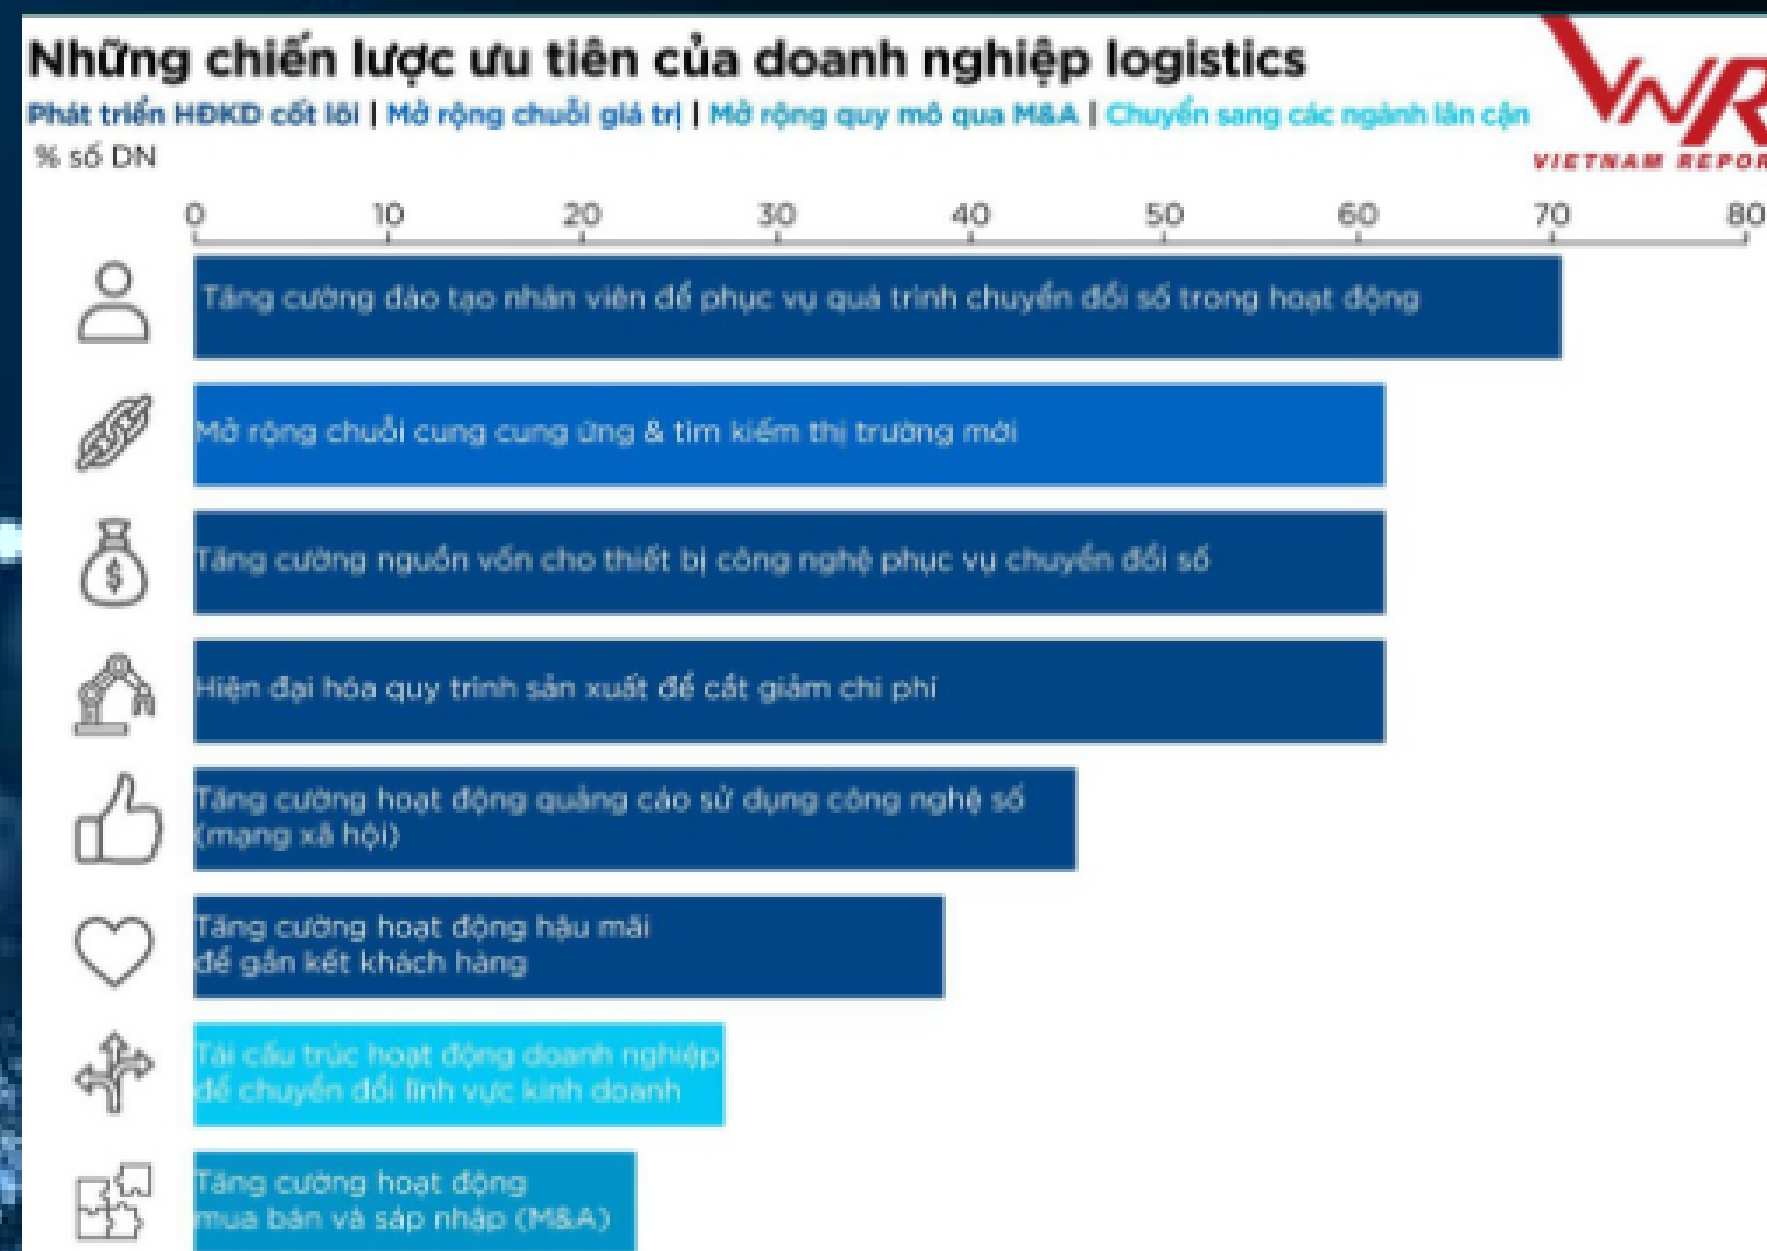 Những chiến lược ưu tiên của doanh nghiệp logistics
Phát triển HĐKD cốt lõi | Mở rộng chuỗi giá trị | Mở rộng quy mô qua M&A | Chuyển sang các ngành lân cận
% số DN
VIETNAM REPOR
0 10 20 30 40 50 60 70 80
Tăng cường đào tạo nhân viên để phục vụ quá trình chuyển đổi số trong hoạt động
Mở rộng chuỗi cung cung ứng & tìm kiếm thị trường mới
Tăng cường nguồn vốn cho thiết bị công nghệ phục vụ chuyển đổi số
Hiện đại hóa quy trình sản xuất để cắt giảm chi phí
Tăng cường hoạt động quảng cáo sử dụng công nghệ số
(mạng xã hội)
Tăng cường hoạt động hậu mãi
để gắn kết khách hàng
Tái cấu trúc hoạt động doanh nghiệp
để chuyển đổi lĩnh vực kinh doanh
Tăng cường hoạt động
mua bán và sáp nhập (M&A)